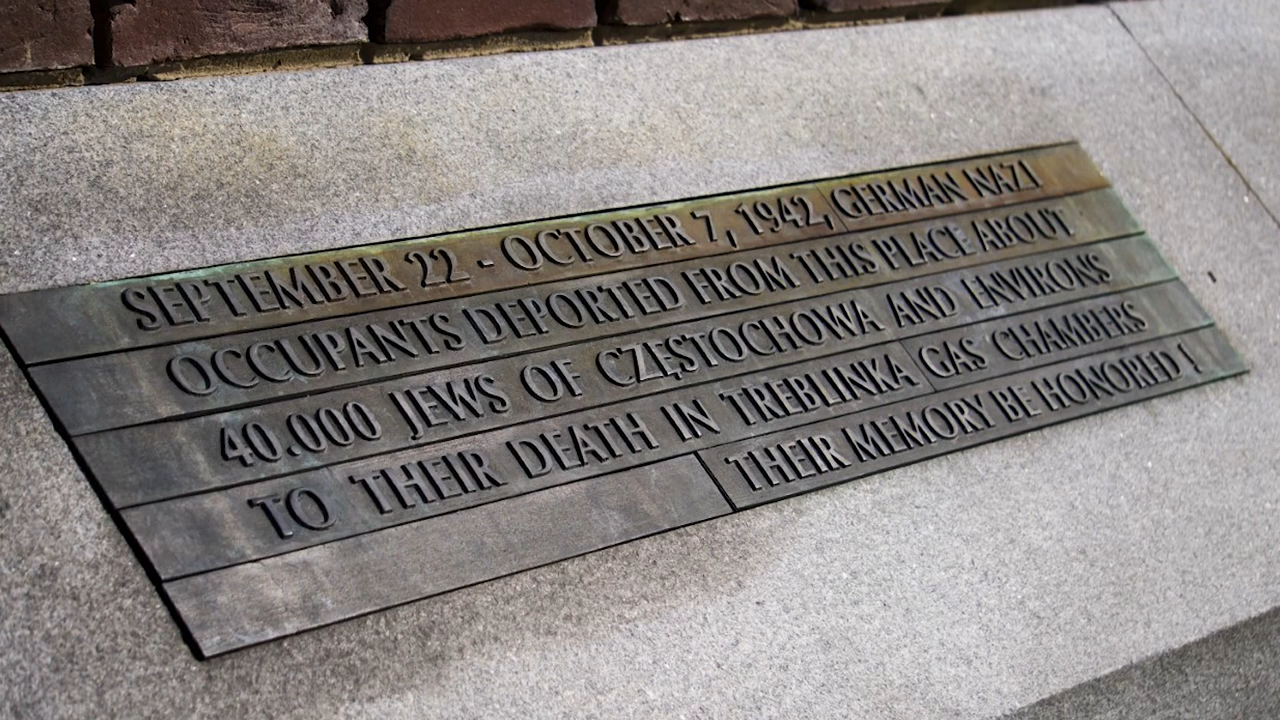 SEPTEMBER 22 - OCTOBER 7, 1942, GERMAN NAZI
OCCUPANTS DEPORTED FROM THIS PLACE ABOUT
40.000 JEWS OF CZĘSTOCHOWA AND ENVIRONS
TO THEIR DEATH IN TREBLINKA GAS CHAMBERS
THEIR MEMORY BE HONORED !